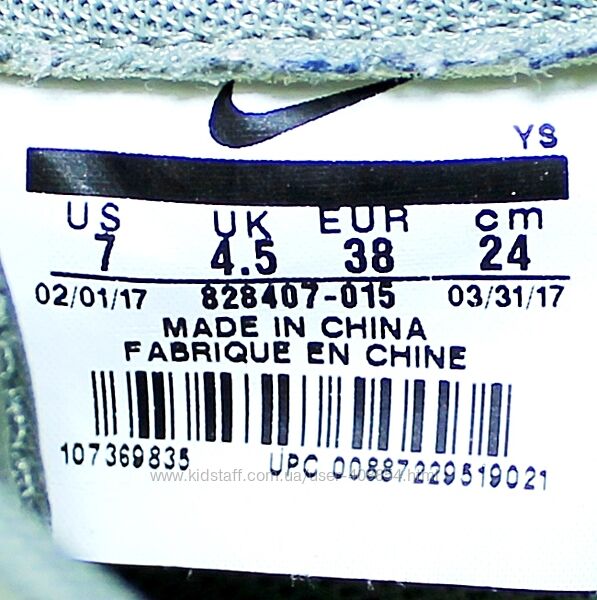 YS
US UK EUR cm
7 4.5 38 24
02/01/17 828407-015 03/31/17
MADE IN CHINA
FABRIQUE EN CHINE
107369835 UPC 00887229519021